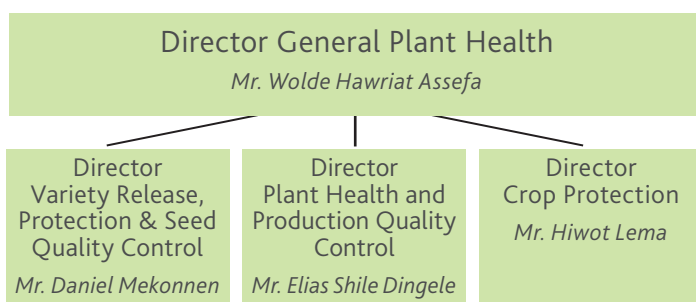 Director General Plant Health
Mr. Wolde Hawriat Assefa
Director
Variety Release,
Protection & Seed
Quality Control
Mr. Daniel Mekonnen
Director
Plant Health and
Production Quality
Control
Mr. Elias Shile Dingele
Director
Crop Protection
Mr. Hiwot Lema